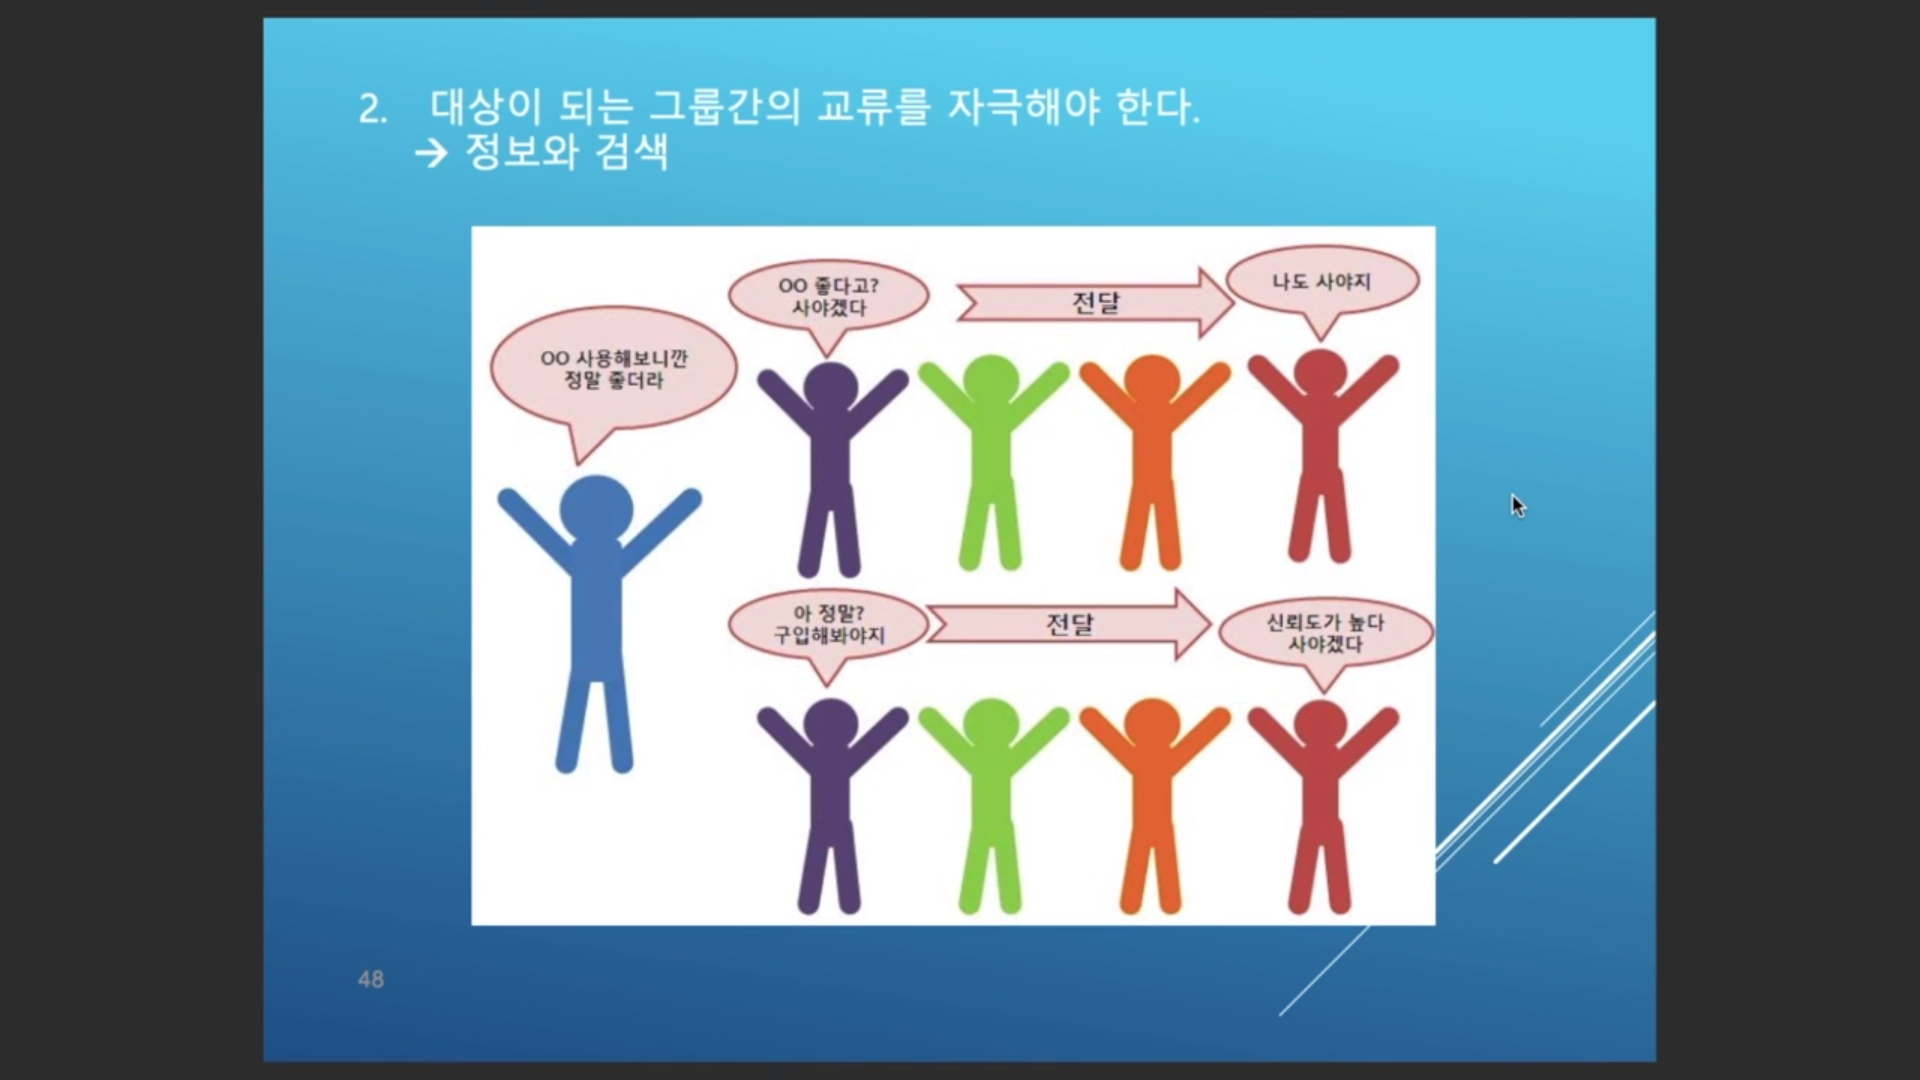 2. 대상이 되는 그룹간의 교류를 자극해야 한다.
→ 정보와 검색
OO 사용해보니깐
정말 좋더라
OO 좋다고?
사야겠다
전달
나도 사야지
아 정말?
구입해봐야지
전달
신뢰도가 높다
사야겠다
48